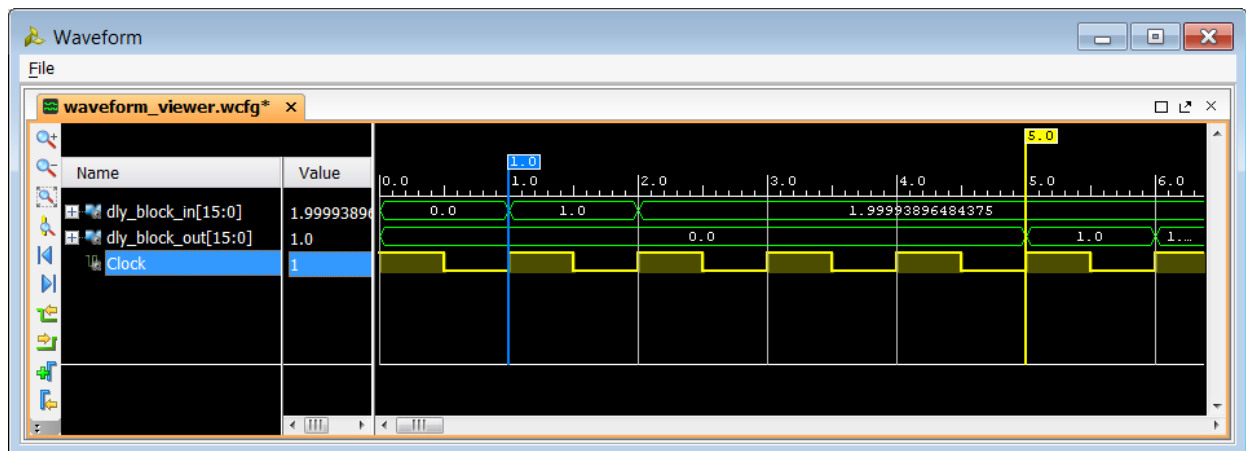 Waveform
File
waveform_viewer.wcfg*
5.0
1.0
Name Value 0.0 1.0 2.0 3.0 4.0 5.0 6.0
dly_block_in[15:0] 1.9999389 0.0 1.0 1.99993896484375
dly_block_out[15:0] 1.0 0.0 1.0 1....
Clock 1